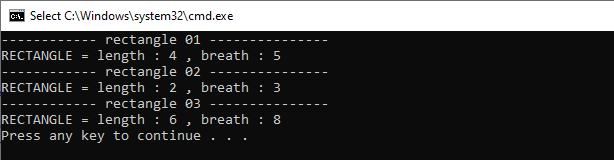 Select C:\Windows\system32\cmd.exe
------------ rectangle 01 ---------------
RECTANGLE = length : 4 , breath : 5
------------ rectangle 02 ---------------
RECTANGLE = length : 2 , breath : 3
------------ rectangle 03 ---------------
RECTANGLE = length : 6 , breath : 8
Press any key to continue . . .